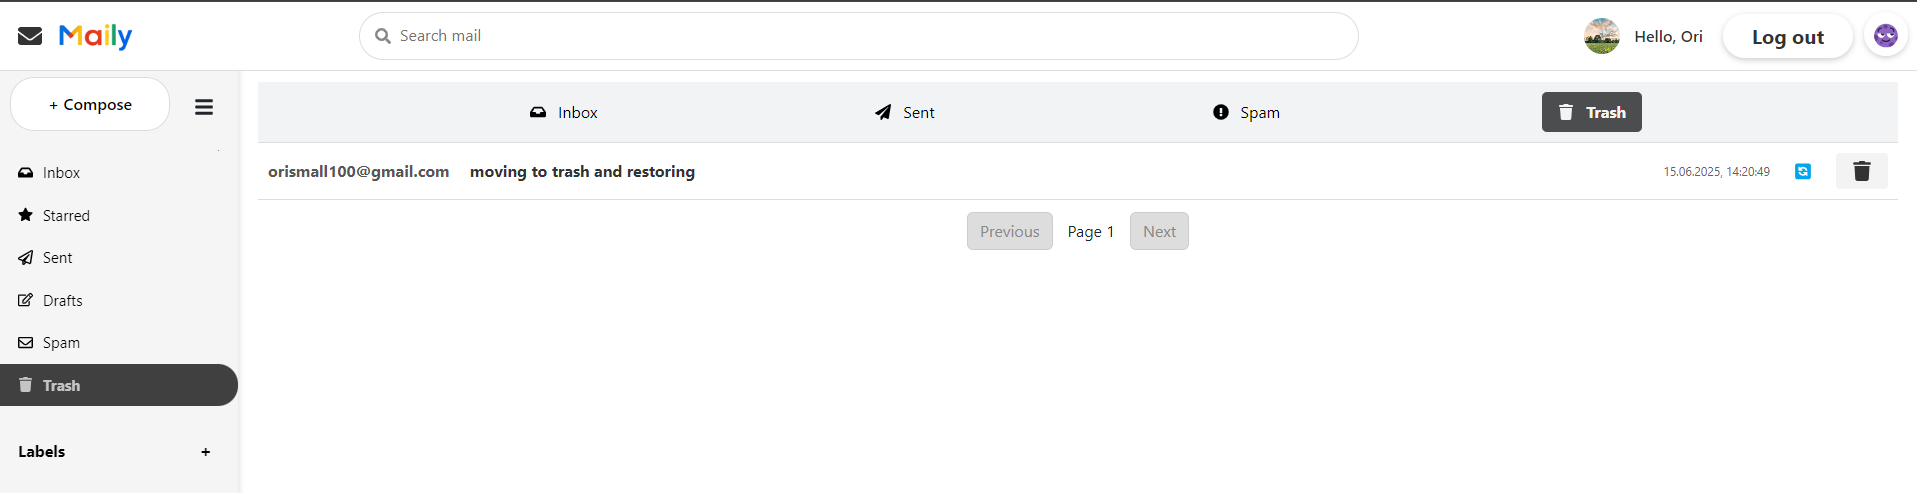 Maily
Search mail
Hello, Ori
Log out
+ Compose
Inbox
Starred
Sent
Drafts
Spam
Trash
Labels +
Inbox Sent Spam Trash
orismall100@gmail.com moving to trash and restoring 15.06.2025, 14:20:49
Previous Page 1 Next